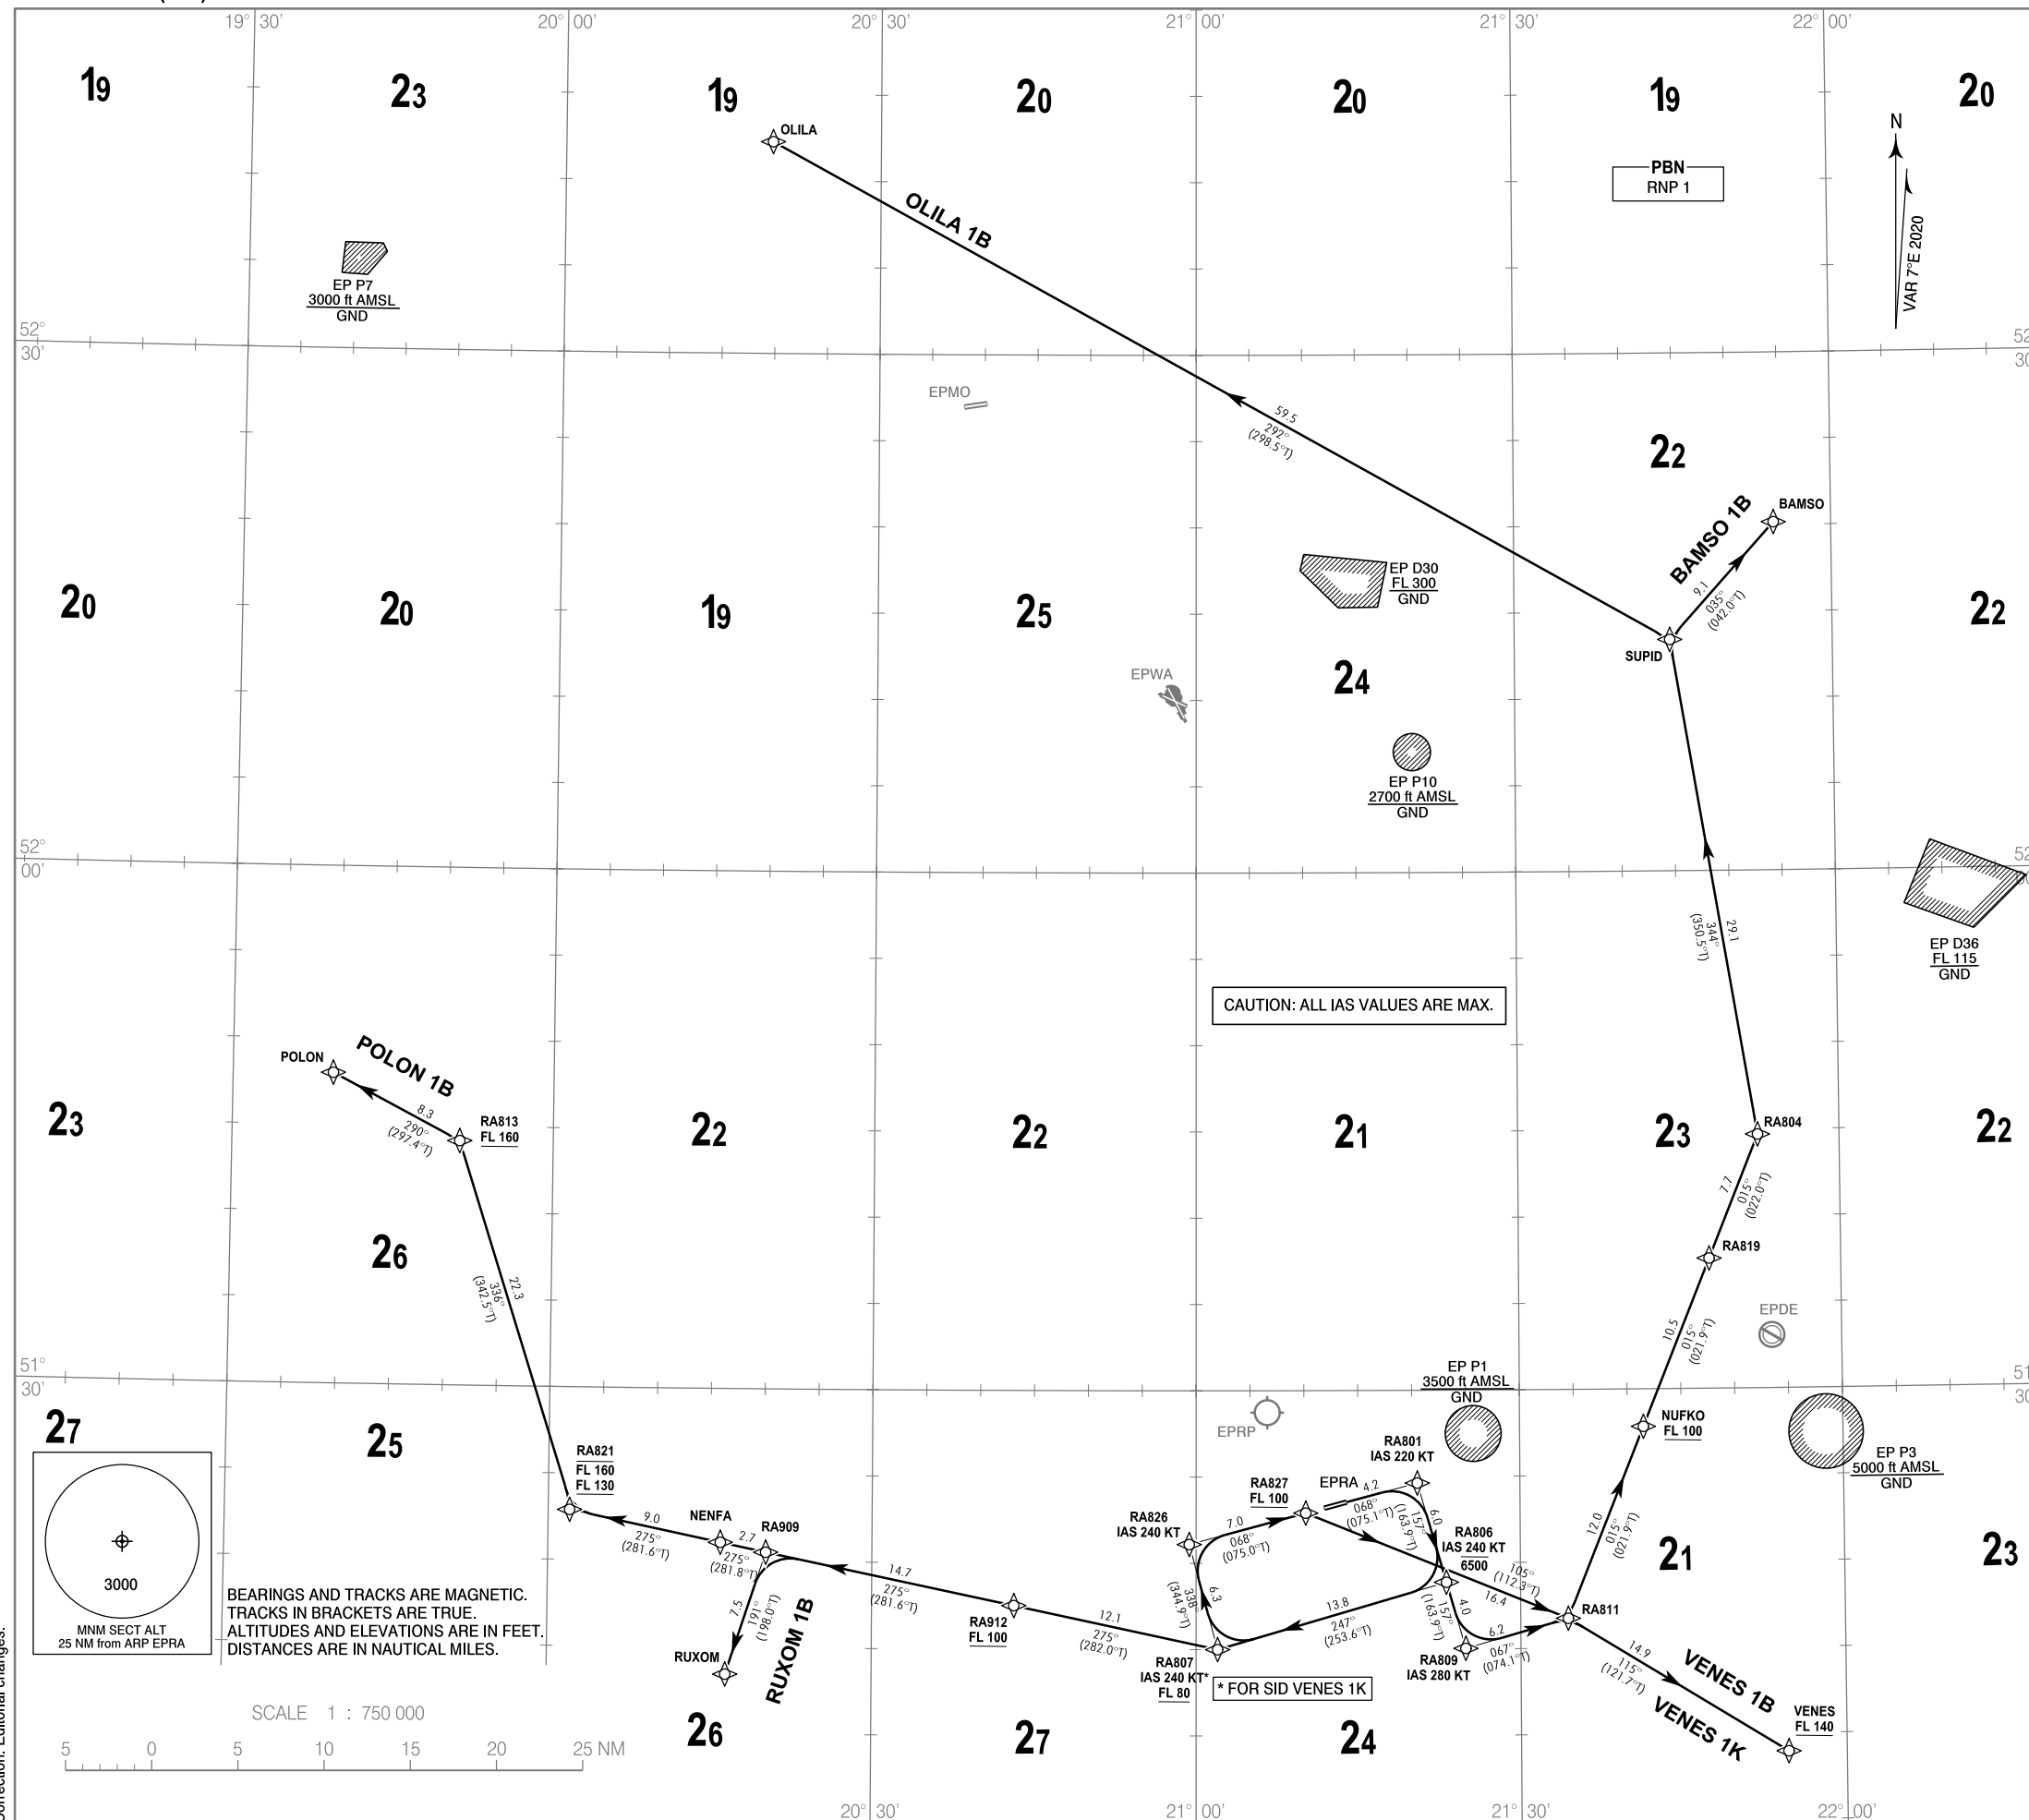 19° 30'
20° 00'
20° 30'
21° 00'
21° 30'
22° 00'
19
23
19
20
20
19
20
OLILA
N
PBN
RNP 1
VAR 7°E 2020
OLILA 1B
EP P7
3000 ft AMSL
GND
52°
30'
EPMO
59.5
292°
(298.5°T)
22
BAMSO
BAMSO 1B
9.1
035°
(042.0°T)
EP D30
FL 300
GND
20
20
19
25
22
SUPID
EPWA
24
EP P10
2700 ft AMSL
GND
52°
00'
29.1
344°
(350.5°T)
EP D36
FL 115
GND
CAUTION: ALL IAS VALUES ARE MAX.
POLON
POLON 1B
8.3
290°
(297.4°T)
RA813
FL 160
23
22
22
21
23
22
RA804
7.7
015°
(022.0°T)
26
RA819
22.3
336°
(342.5°T)
10.5
015°
(021.9°T)
EPDE
51°
30'
EP P1
3500 ft AMSL
GND
27
25
EPRP
NUFKO
FL 100
RA801
IAS 220 KT
EP P3
5000 ft AMSL
GND
RA821
FL 160
FL 130
RA827
FL 100
EPRA
4.2
068°
(075.1°T)
6.0
157°
(163.9°T)
9.0
275°
(281.6°T)
NENFA
2.7
275°
(281.8°T)
RA909
RA826
IAS 240 KT
7.0
068°
(075.0°T)
RA806
IAS 240 KT
6500
12.0
015°
(021.9°T)
21
23
14.7
275°
(281.6°T)
105°
(112.3°T)
16.4
3000
MNM SECT ALT
25 NM from ARP EPRA
BEARINGS AND TRACKS ARE MAGNETIC.
TRACKS IN BRACKETS ARE TRUE.
ALTITUDES AND ELEVATIONS ARE IN FEET.
DISTANCES ARE IN NAUTICAL MILES.
7.5
191°
(198.0°T)
RUXOM
RUXOM 1B
RA912
FL 100
12.1
275°
(282.0°T)
6.3
338°
(344.9°T)
13.8
247°
(253.6°T)
4.0
157°
(163.9°T)
RA811
6.2
067°
(074.1°T)
RA807
IAS 240 KT*
FL 80
RA809
IAS 280 KT
* FOR SID VENES 1K
14.9
115°
(121.7°T)
VENES 1B
VENES 1K
VENES
FL 140
SCALE 1 : 750 000
5 0 5 10 15 20 25 NM
26
27
24
20° 30'
21° 00'
21° 30'
22° 00'